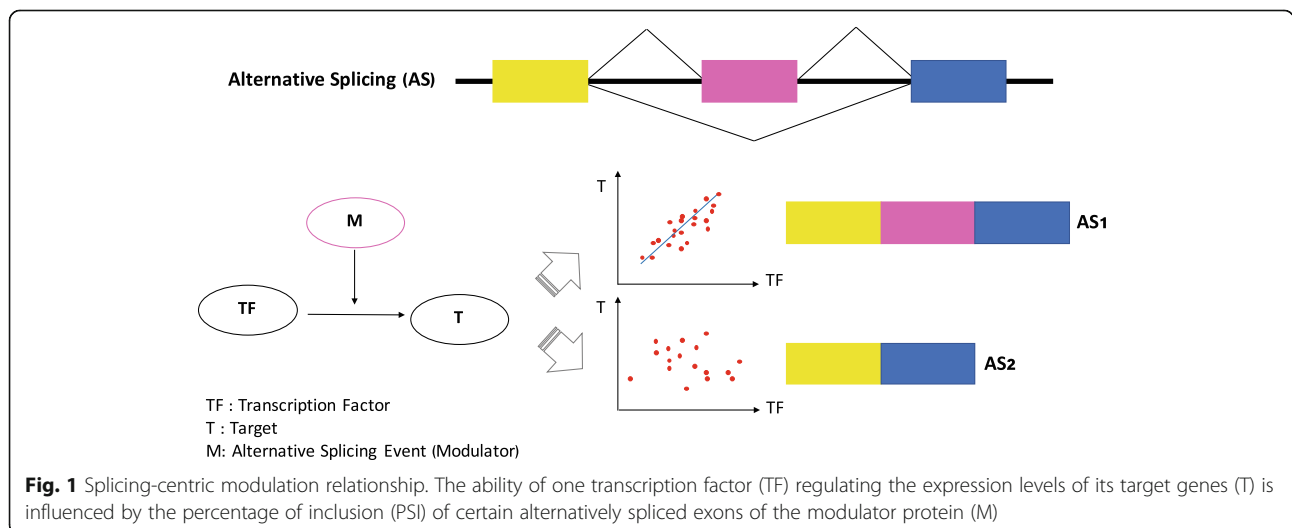 Alternative Splicing (AS)
M
TF
T
T
TF
AS1
T
TF
AS2
TF : Transcription Factor
T : Target
M: Alternative Splicing Event (Modulator)
Fig. 1 Splicing-centric modulation relationship. The ability of one transcription factor (TF) regulating the expression levels of its target genes (T) is
influenced by the percentage of inclusion (PSI) of certain alternatively spliced exons of the modulator protein (M)